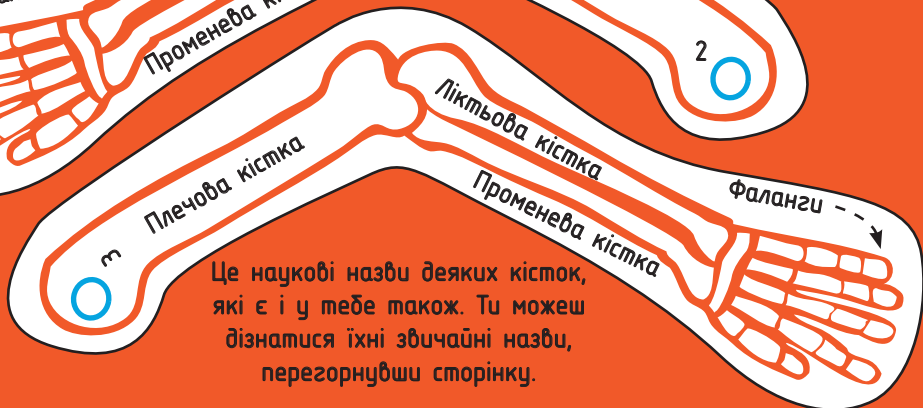 Променева
2
Ліктьова кістка
Плечова кістка
Променева кістка
Фаланги
3
Це наукові назви деяких кісток,
які є і у тебе також. Ти можеш
дізнатися їхні звичайні назви,
перегорнувши сторінку.